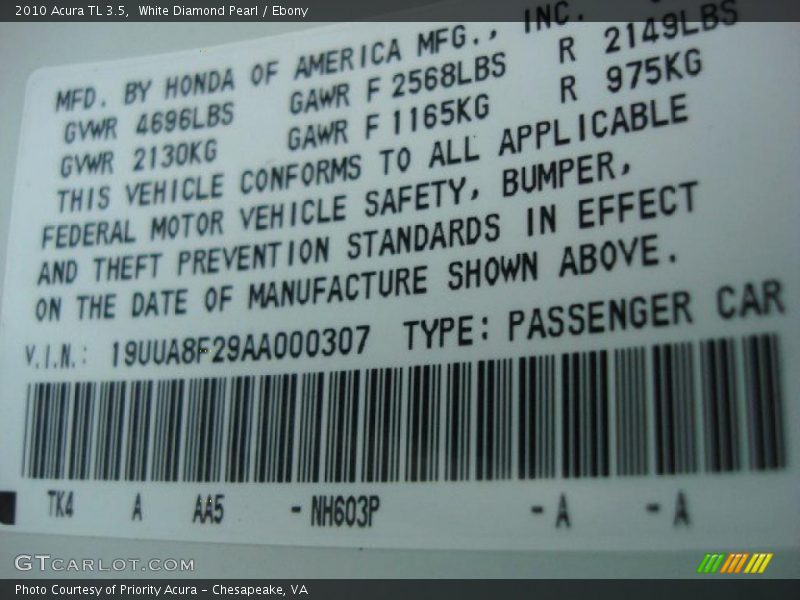 2010 Acura TL 3.5,  White Diamond Pearl / Ebony
MFD. BY HONDA OF AMERICA MFG., INC.
GVWR 4696LBS GAWR F 2568LBS R 2149LBS
GVWR 2130KG GAWR F 1165KG R 975KG
THIS VEHICLE CONFORMS TO ALL APPLICABLE
FEDERAL MOTOR VEHICLE SAFETY, BUMPER,
AND THEFT PREVENTION STANDARDS IN EFFECT
ON THE DATE OF MANUFACTURE SHOWN ABOVE.
V.I.N.: 19UUA8F29AA000307 TYPE: PASSENGER CAR
TK4 A AA5 - NH603P - A - A
GTCARLOT.COM
Photo Courtesy of Priority Acura – Chesapeake, VA